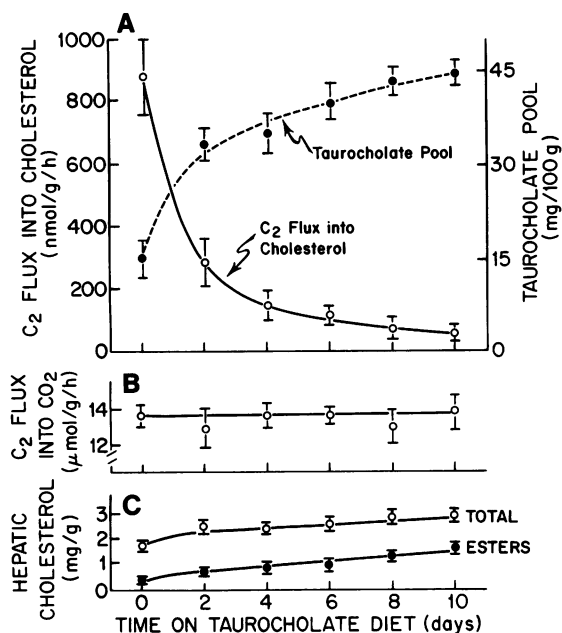 A
1000
800
600
400
200
0
C2 FLUX INTO CHOLESTEROL
(nmol/g/h)
45
30
15
0
TAUROCHOLATE POOL
(mg/100g)
Taurocholate Pool
C2 Flux into
Cholesterol
B
14
12
C2 FLUX
INTO CO2
(μmol/g/h)
C
3
2
1
0
HEPATIC
CHOLESTEROL
(mg/g)
TOTAL
ESTERS
0 2 4 6 8 10
TIME ON TAUROCHOLATE DIET (days)